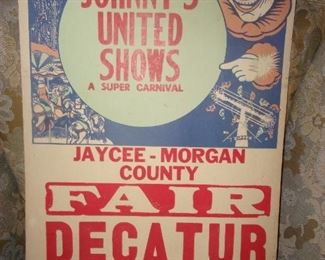 JOHNNY'S
UNITED
SHOWS
A SUPER CARNIVAL
JAYCEE - MORGAN
COUNTY
FAIR
DECATUR